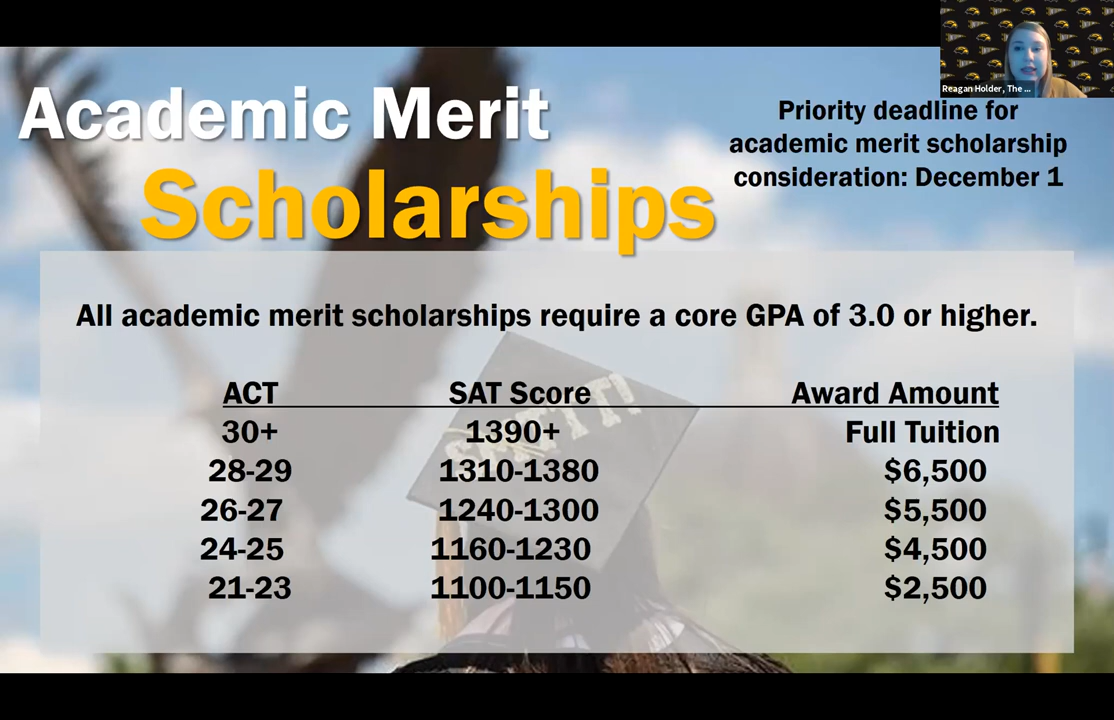 Academic Merit
Scholarships
Reagan Holder, The ...
Priority deadline for
academic merit scholarship
consideration: December 1
All academic merit scholarships require a core GPA of 3.0 or higher.
ACT SAT Score Award Amount
30+ 1390+ Full Tuition
28-29 1310-1380 $6,500
26-27 1240-1300 $5,500
24-25 1160-1230 $4,500
21-23 1100-1150 $2,500